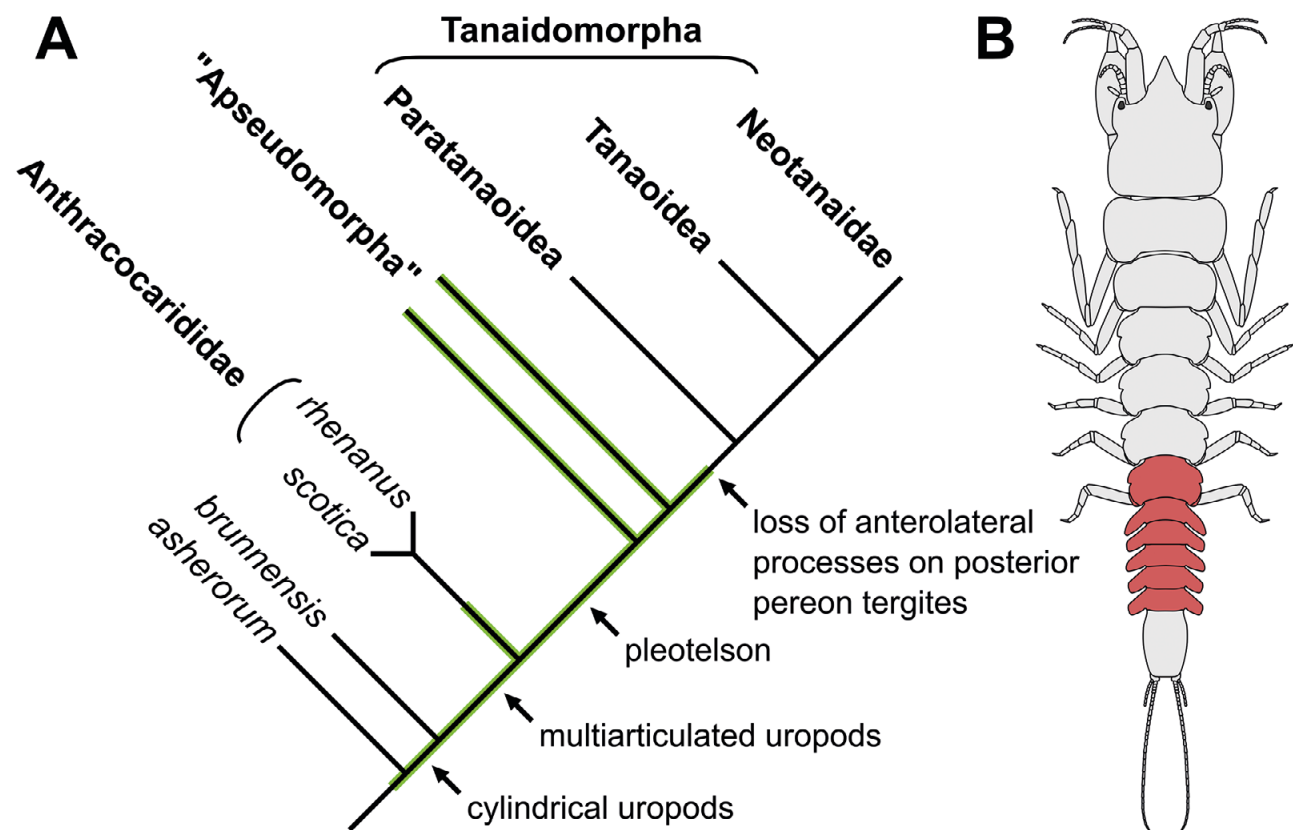 A
Tanaidomorpha
B
"Apseudomorpha"
Paratanaoidea
Tanaoidea
Neotanaidae
Anthracocarididae
rhenanus
scotica
brunnensis
asherorum
loss of anterolateral
processes on posterior
pereon tergites
pleotelson
multiarticulated uropods
cylindrical uropods